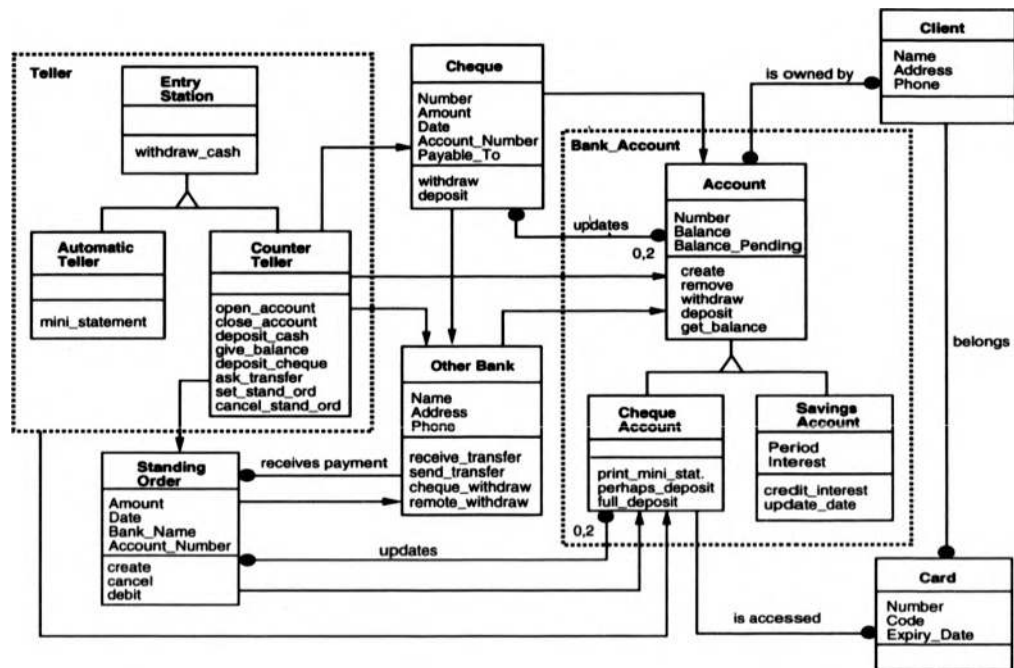 Teller
Entry
Station
withdraw_cash
Automatic
Teller
mini_statement
Counter
Teller
open_account
close_account
deposit_cash
give_balance
deposit_cheque
ask_transfer
set_stand_ord
cancel_stand_ord
Cheque
Number
Amount
Date
Account_Number
Payable_To
withdraw
deposit
Client
Name
Address
Phone
is owned by
Bank_Account
Account
Number
Balance
Balance_Pending
create
remove
withdraw
deposit
get_balance
updates
0,2
belongs
Other Bank
Name
Address
Phone
receive_transfer
send_transfer
cheque_withdraw
remote_withdraw
Cheque
Account
print_mini_stat.
perhaps_deposit
full_deposit
Savings
Account
Period
Interest
credit_interest
update_date
Standing
Order
Amount
Date
Bank_Name
Account_Number
create
cancel
debit
receives payment
updates
0,2
is accessed
Card
Number
Code
Expiry_Date